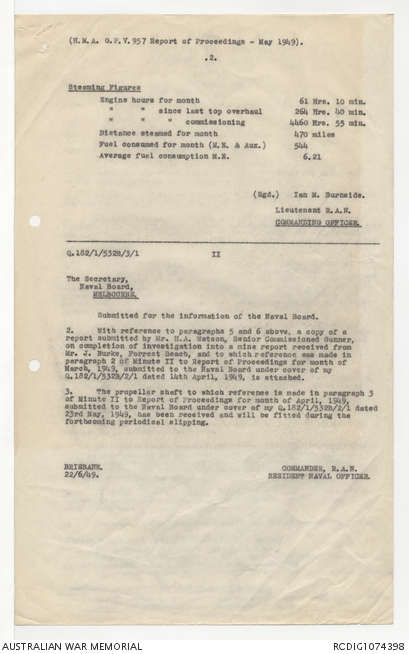 (H.M.A. G.P.V. 957 Report of Proceedings - May 1949).
.2.
Steaming Figures
Engine hours for month 61 Hrs. 10 min.
" " since last top overhaul 264 Hrs. 40 min.
" " " commissioning 4460 Hrs. 55 min.
Distance steamed for month 470 miles
Fuel consumed for month (M.E. & Aux.) 544
Average fuel consumption M.E. 6.21
(Sgd.) Ian M. Burnside.
Lieutenant R.A.N.
COMMANDING OFFICER.
Q.182/1/532B/3/1 II
The Secretary,
Naval Board,
MELBOURNE.
Submitted for the information of the Naval Board.
2. With reference to paragraphs 5 and 6 above, a copy of a
report submitted by Mr. H.A. Watson, Senior Commissioned Gunner,
on completion of investigation into a mine report received from
Mr. J. Burke, Forrest Beach, and to which reference was made in
paragraph 2 of Minute II to Report of Proceedings for month of
March, 1949, submitted to the Naval Board under cover of my
Q.182/1/532B/2/1 dated 14th April, 1949, is attached.
3. The propeller shaft to which reference is made in paragraph 3
of Minute II to Report of Proceedings for month of April, 1949,
submitted to the Naval Board under cover of my Q.182/1/532B/2/1 dated
23rd May, 1949, has been received and will be fitted during the
forthcoming periodical slipping.
BRISBANE. COMMANDER, R.A.N.
22/6/49. RESIDENT NAVAL OFFICER.
AUSTRALIAN WAR MEMORIAL RCDIG1074398